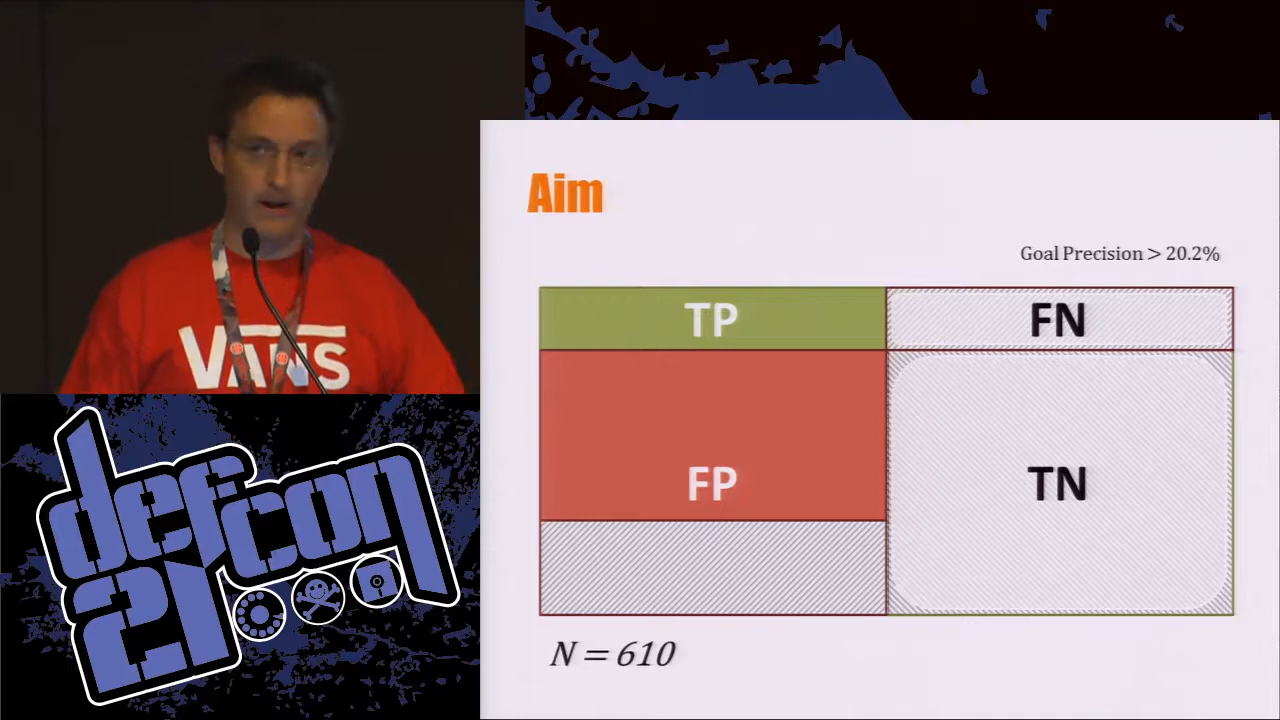 Aim
Goal Precision > 20.2%
TP
FN
FP
TN
N = 610
VANS
defcon
21